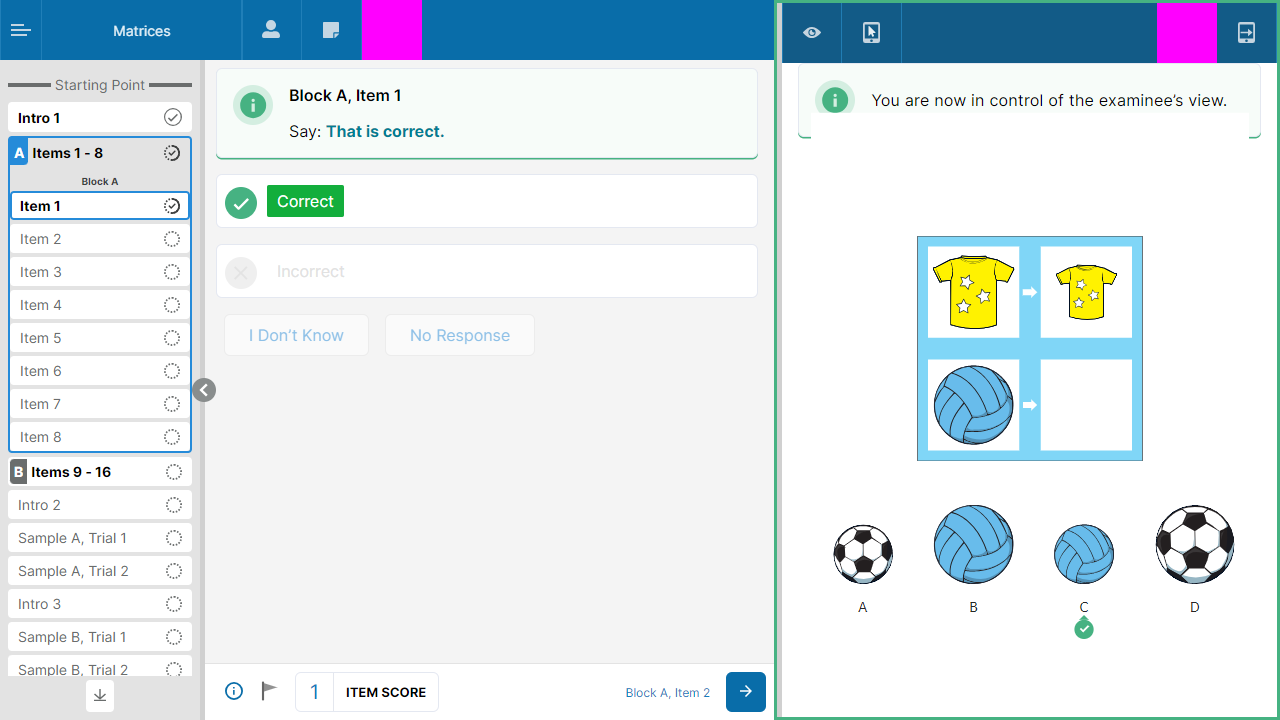 Matrices
Starting Point
Intro 1
A Items 1 - 8
Block A
Item 1
Item 2
Item 3
Item 4
Item 5
Item 6
Item 7
Item 8
B Items 9 - 16
Intro 2
Sample A, Trial 1
Sample A, Trial 2
Intro 3
Sample B, Trial 1
Sample B, Trial 2
Block A, Item 1
Say: That is correct.
Correct
Incorrect
I Don’t Know
No Response
1 ITEM SCORE
Block A, Item 2
You are now in control of the examinee’s view.
A B C D